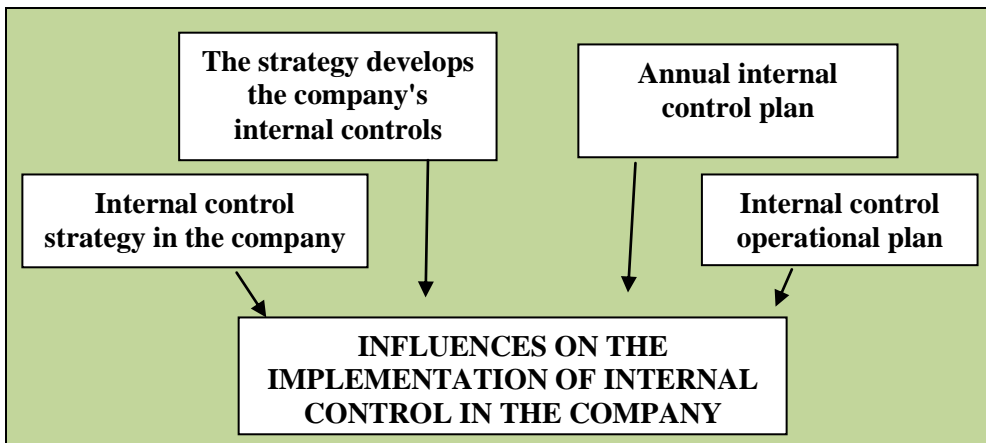 The strategy develops
the company's
internal controls
Annual internal
control plan
Internal control
strategy in the company
Internal control
operational plan
INFLUENCES ON THE
IMPLEMENTATION OF INTERNAL
CONTROL IN THE COMPANY